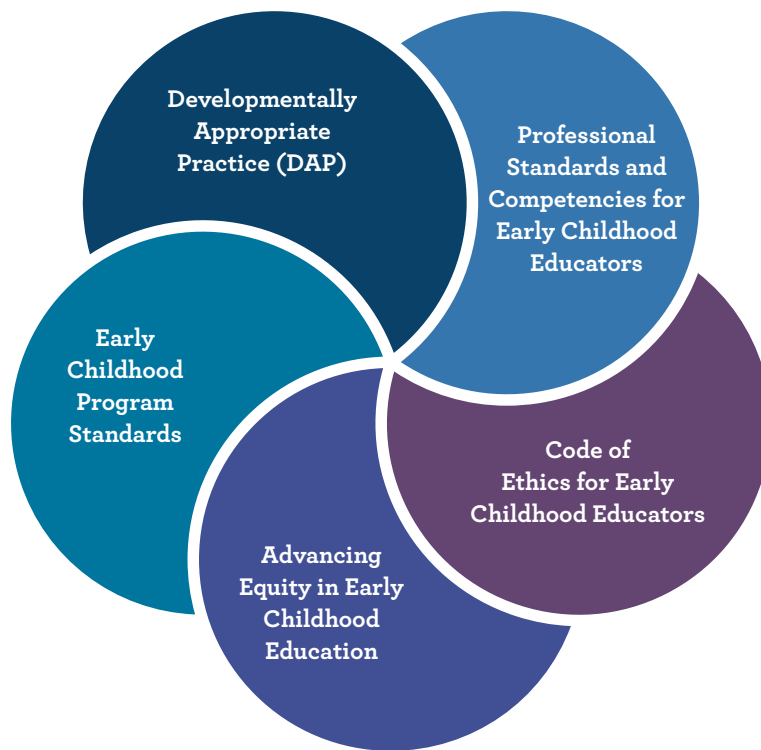 Developmentally
Appropriate
Practice (DAP)
Professional
Standards and
Competencies for
Early Childhood
Educators
Code of
Ethics for Early
Childhood Educators
Advancing
Equity in Early
Childhood
Education
Early
Childhood
Program
Standards